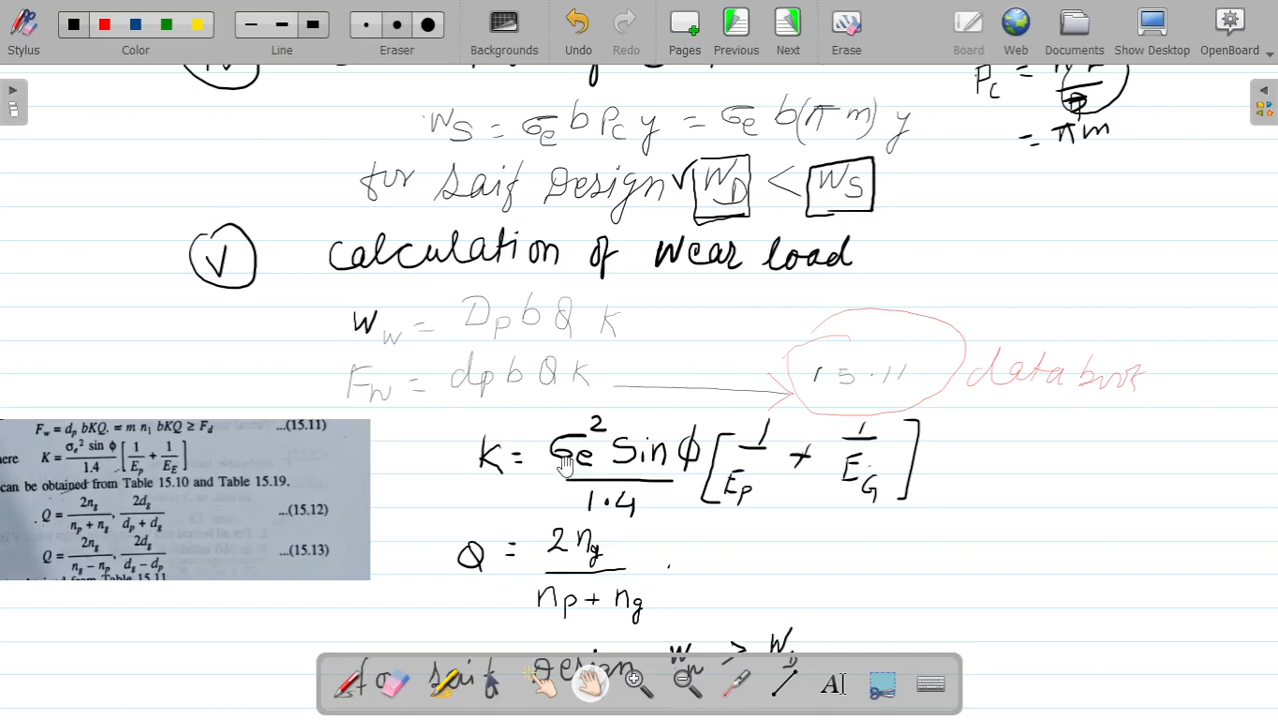 Stylus Color Line Eraser Backgrounds Undo Redo Pages Previous Next Erase Board Web Documents Show Desktop OpenBoard
Pc =
= πm
Ws = σe b Pc y = σe b(πm) y
for saif Design √ WD < WS
V calculation of Wear load
Ww = Dp b Q K
Fw = dp b Q K
15.11 data book
Fw = dp bKQ. = m n1 bKQ ≥ Fd ...(15.11)
ere K = σe² sin φ / 1.4 [1/Ep + 1/EE]
can be obtained from Table 15.10 and Table 15.19.
Q = 2ng / np + ng , 2dg / dp + dg ...(15.12)
Q = 2ng / ng − np , 2dg / dg − dp ...(15.13)
K = σe² Sin φ / 1.4 [1/EP + 1/EG]
Q = 2ng / np + ng
saif Design